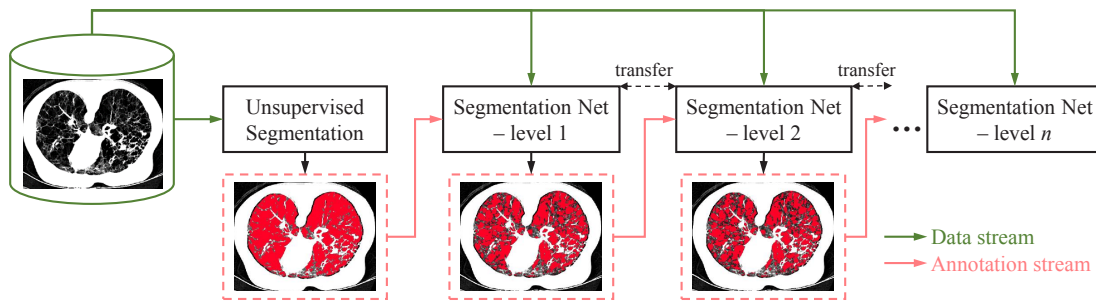 transfer
transfer
Unsupervised
Segmentation
Segmentation Net
– level 1
Segmentation Net
– level 2
...
Segmentation Net
– level n
Data stream
Annotation stream